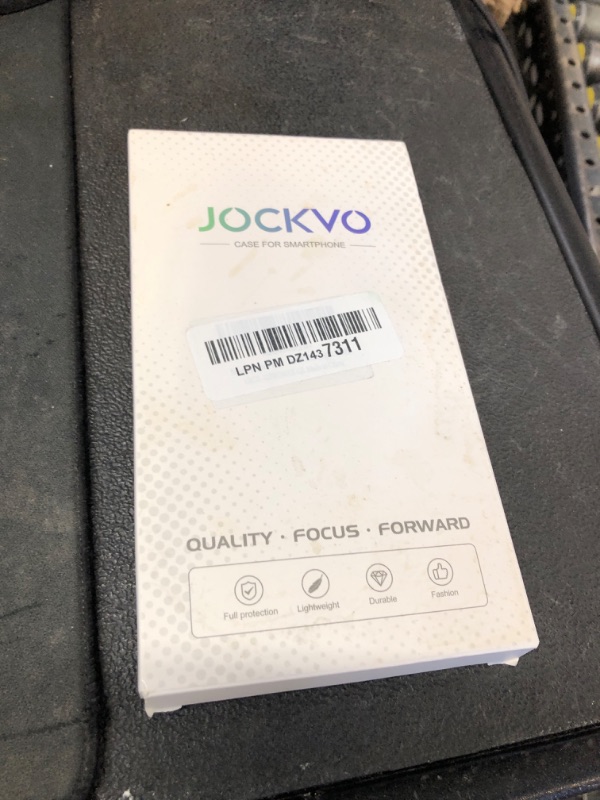 JOCKVO
CASE FOR SMARTPHONE
LPN PM DZ1437311
QUALITY · FOCUS · FORWARD
Full protection Lightweight Durable Fashion